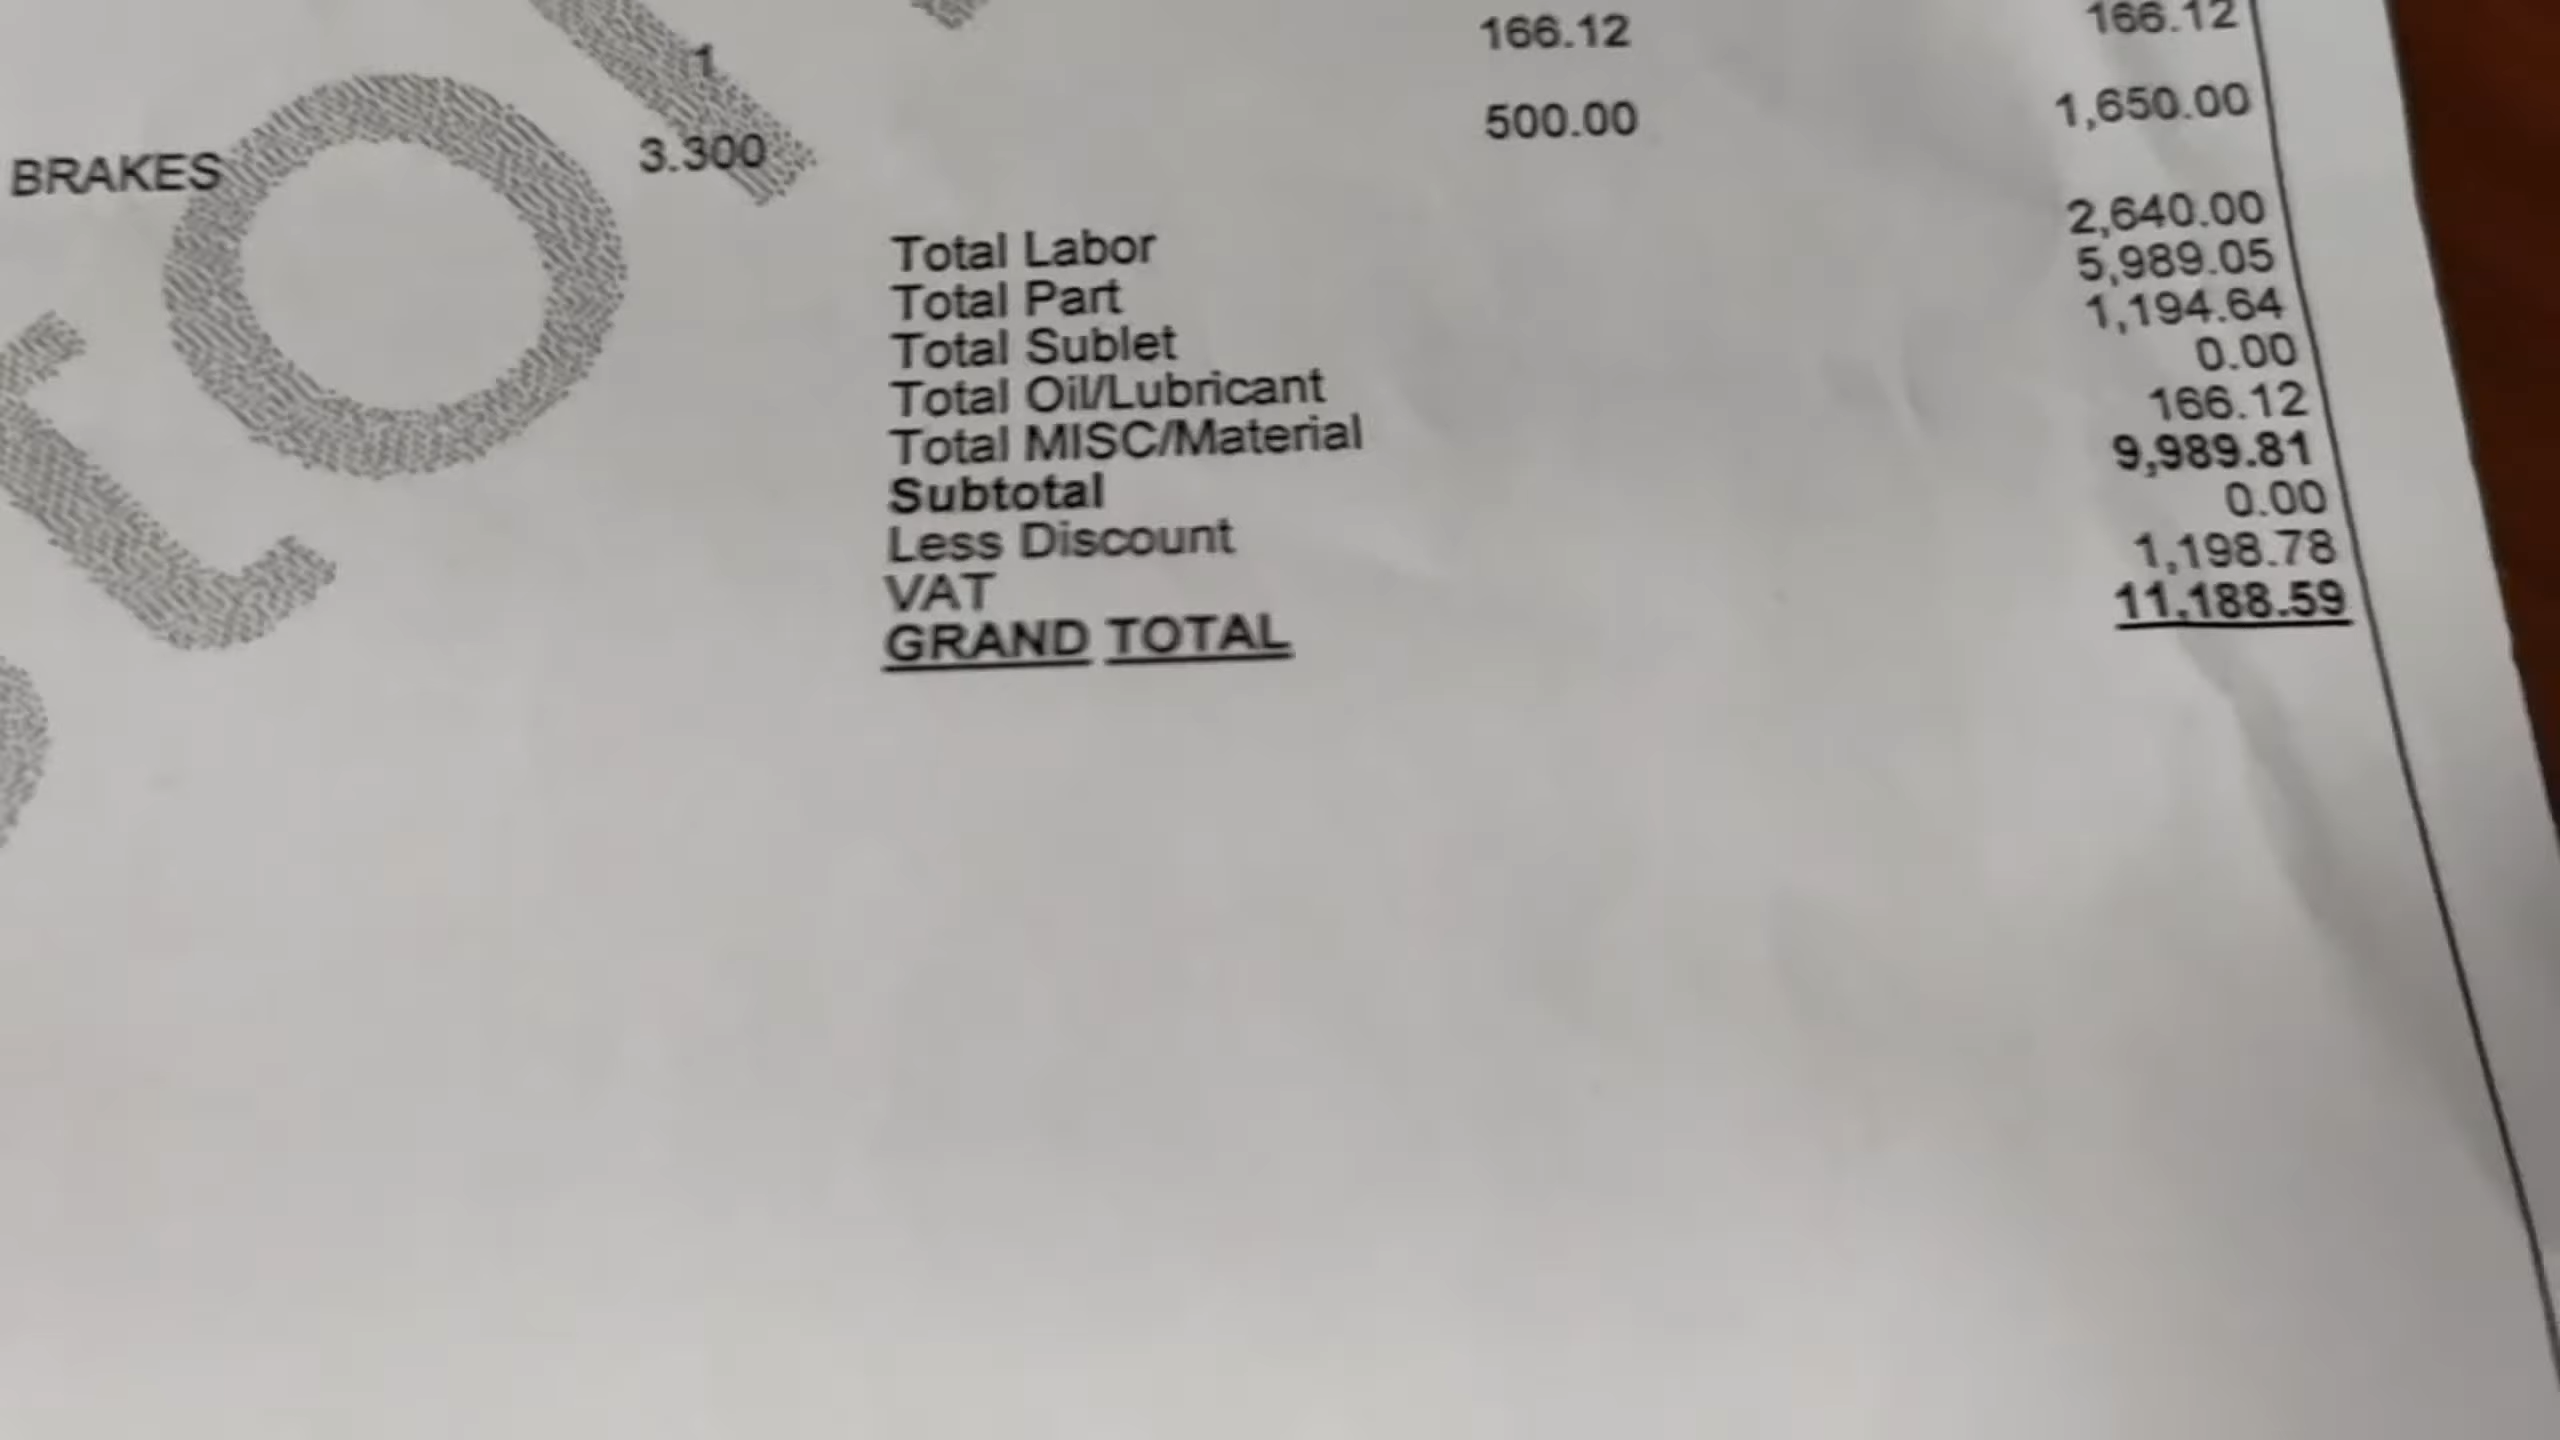 1 166.12 166.12
BRAKES 3.300 500.00 1,650.00
Total Labor 2,640.00
Total Part 5,989.05
Total Sublet 1,194.64
Total Oil/Lubricant 0.00
Total MISC/Material 166.12
Subtotal 9,989.81
Less Discount 0.00
VAT 1,198.78
GRAND TOTAL 11,188.59